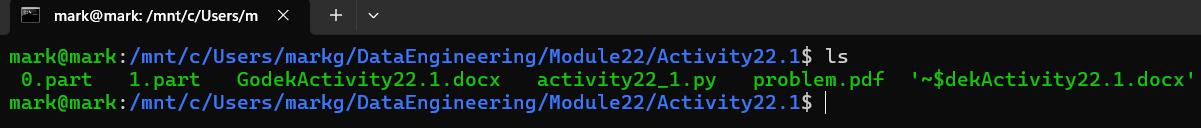 mark@mark: /mnt/c/Users/m
mark@mark:/mnt/c/Users/markg/DataEngineering/Module22/Activity22.1$ ls
0.part 1.part GodekActivity22.1.docx activity22_1.py problem.pdf '~$dekActivity22.1.docx'
mark@mark:/mnt/c/Users/markg/DataEngineering/Module22/Activity22.1$